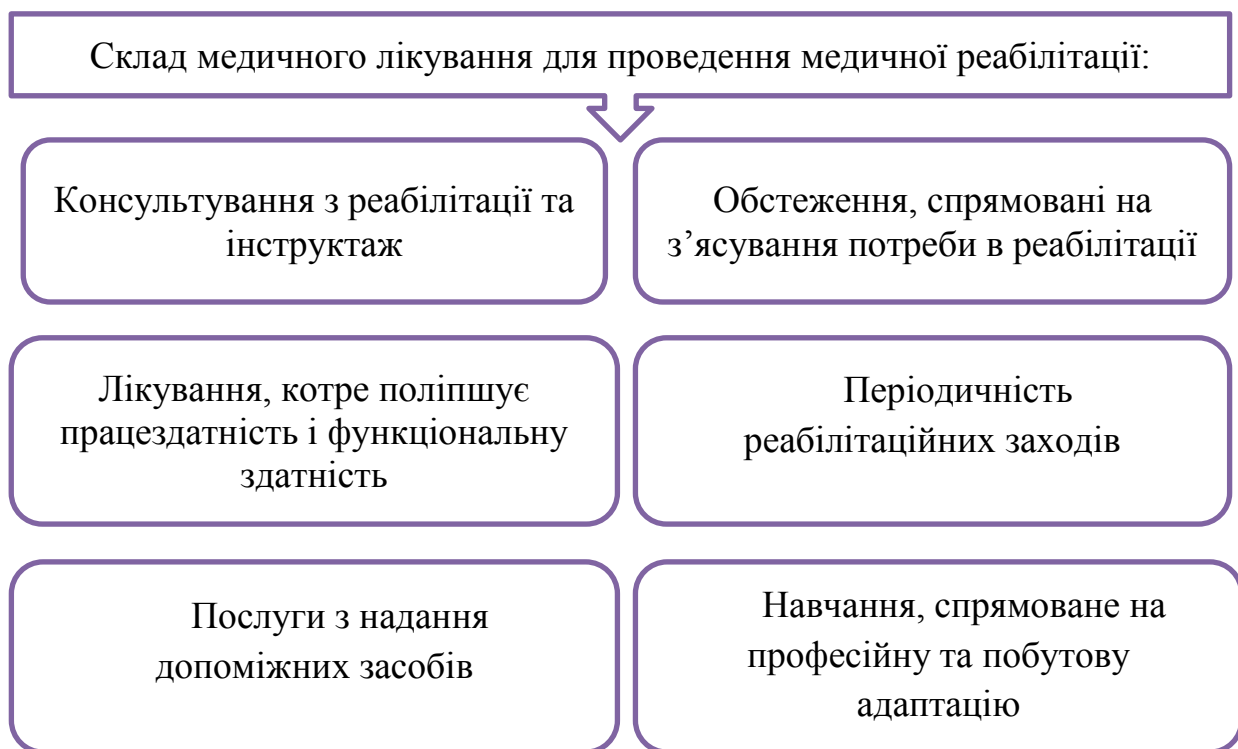 Склад медичного лікування для проведення медичної реабілітації:
Консультування з реабілітації та
інструктаж
Обстеження, спрямовані на
з’ясування потреби в реабілітації
Лікування, котре поліпшує
працездатність і функціональну
здатність
Періодичність
реабілітаційних заходів
Послуги з надання
допоміжних засобів
Навчання, спрямоване на
професійну та побутову
адаптацію